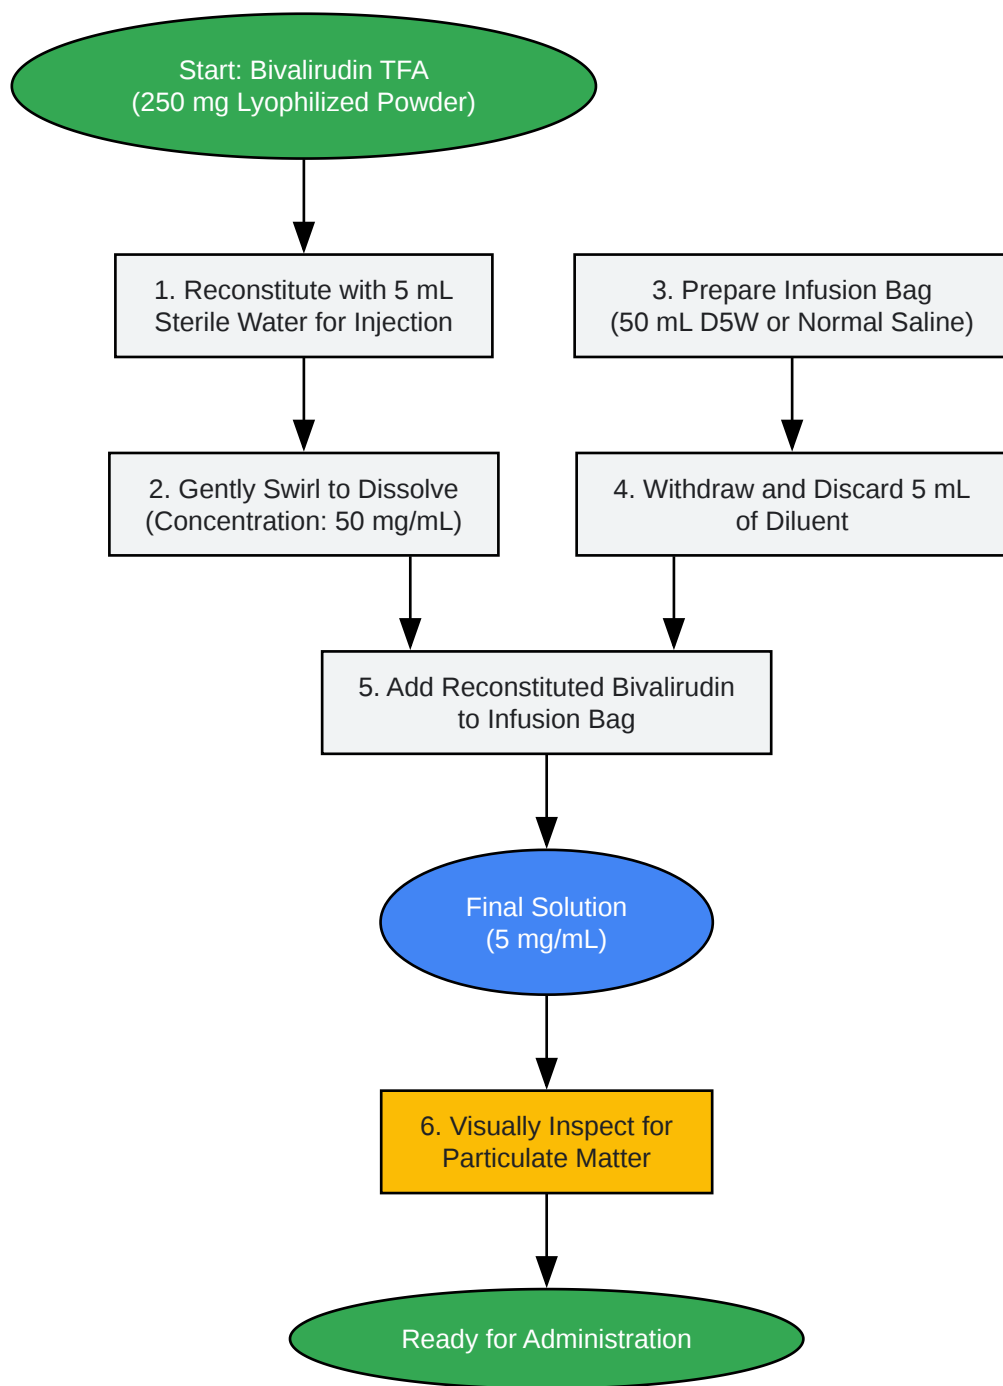 Start: Bivalirudin TFA
(250 mg Lyophilized Powder)
1. Reconstitute with 5 mL
Sterile Water for Injection
3. Prepare Infusion Bag
(50 mL D5W or Normal Saline)
2. Gently Swirl to Dissolve
(Concentration: 50 mg/mL)
4. Withdraw and Discard 5 mL
of Diluent
5. Add Reconstituted Bivalirudin
to Infusion Bag
Final Solution
(5 mg/mL)
6. Visually Inspect for
Particulate Matter
Ready for Administration